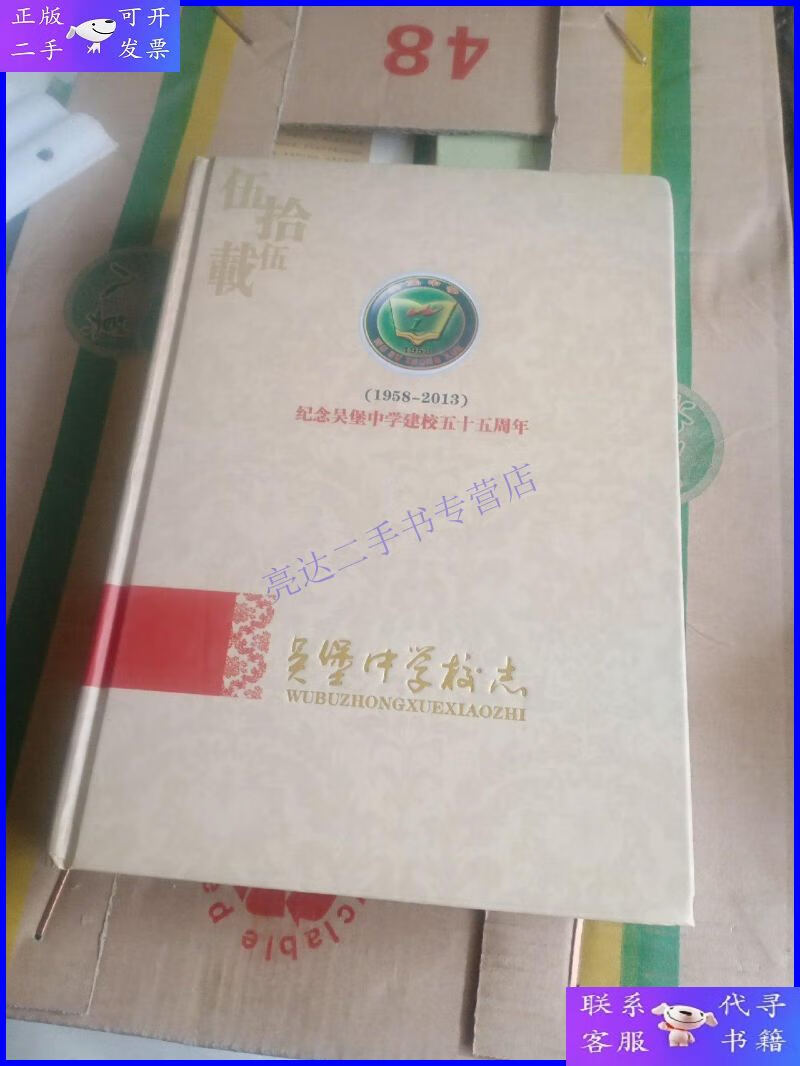 正版 可开
二手 发票
48
伍
拾
伍
載
1958
(1958-2013)
纪念吴堡中学建校五十五周年
亮达二手书专营店
吴堡中学校志
WUBUZHONGXUEXIAOZHI
clable
联系 代寻
客服 书籍